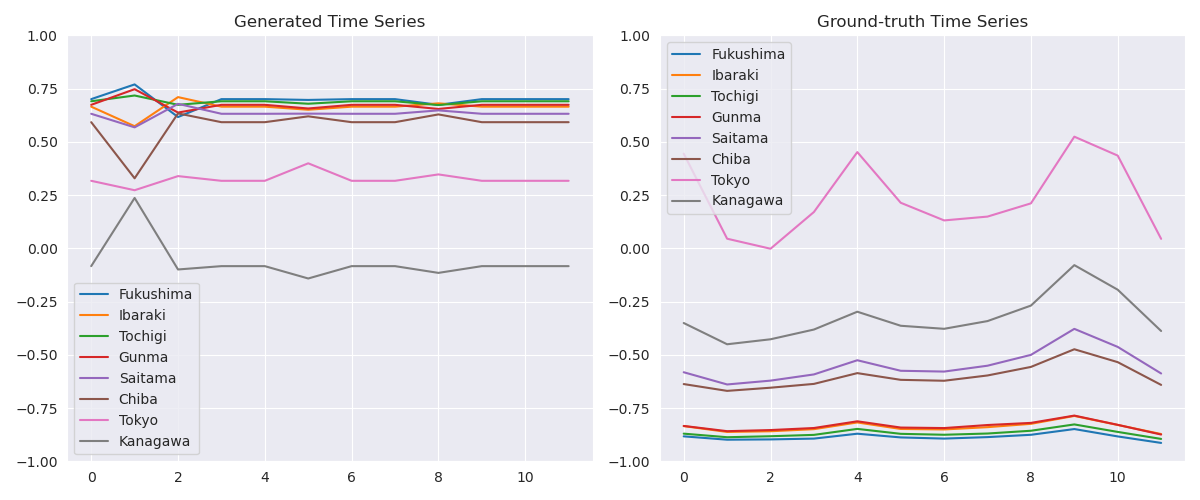 Generated Time Series
1.00
0.75
0.50
0.25
0.00
−0.25
−0.50
−0.75
−1.00
Fukushima
Ibaraki
Tochigi
Gunma
Saitama
Chiba
Tokyo
Kanagawa
0 2 4 6 8 10
Ground-truth Time Series
1.00
0.75
0.50
0.25
0.00
−0.25
−0.50
−0.75
−1.00
Fukushima
Ibaraki
Tochigi
Gunma
Saitama
Chiba
Tokyo
Kanagawa
0 2 4 6 8 10